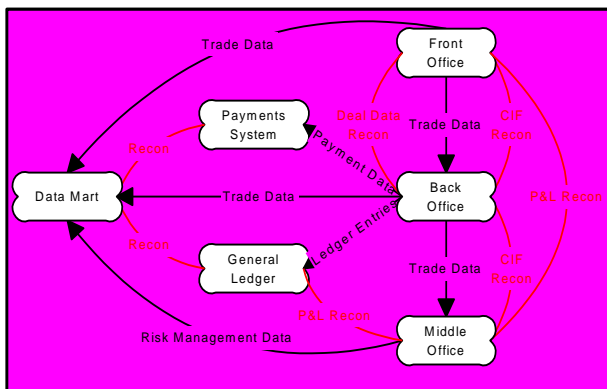 Trade Data
Front
Office
Payments
System
Deal Data
Recon
Trade Data
CIF
Recon
Recon
Payment Data
Data Mart
Trade Data
Back
Office
P&L Recon
Ledger Entries
Recon
General
Ledger
Trade Data
CIF
Recon
P&L Recon
Risk Management Data
Middle
Office